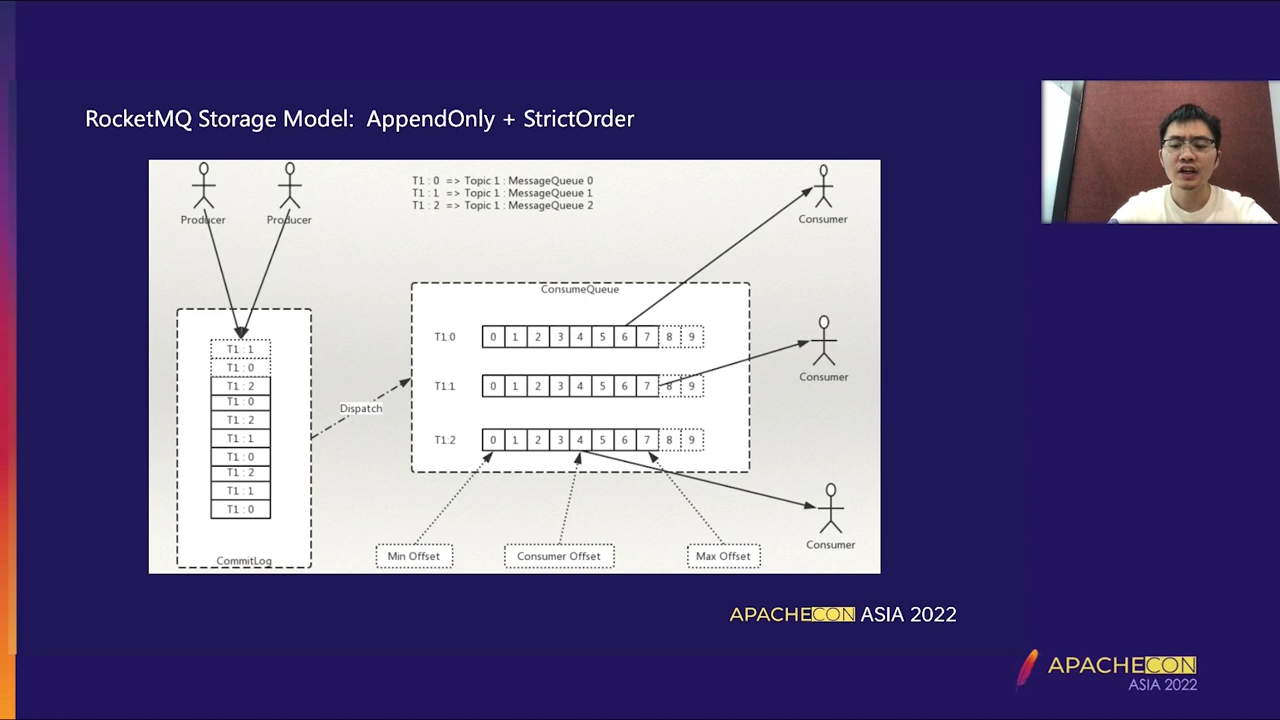 RocketMQ Storage Model: AppendOnly + StrictOrder
Producer
Producer
T1 : 0 => Topic 1 : MessageQueue 0
T1 : 1 => Topic 1 : MessageQueue 1
T1 : 2 => Topic 1 : MessageQueue 2
Consumer
T1 : 1
T1 : 0
T1 : 2
T1 : 0
T1 : 2
T1 : 1
T1 : 0
T1 : 2
T1 : 1
T1 : 0
CommitLog
Dispatch
ConsumeQueue
T1:0 0 1 2 3 4 5 6 7 8 9
T1:1 0 1 2 3 4 5 6 7 8 9
T1:2 0 1 2 3 4 5 6 7 8 9
Consumer
Consumer
Min Offset
Consumer Offset
Max Offset
APACHECON ASIA 2022
APACHECON
ASIA 2022